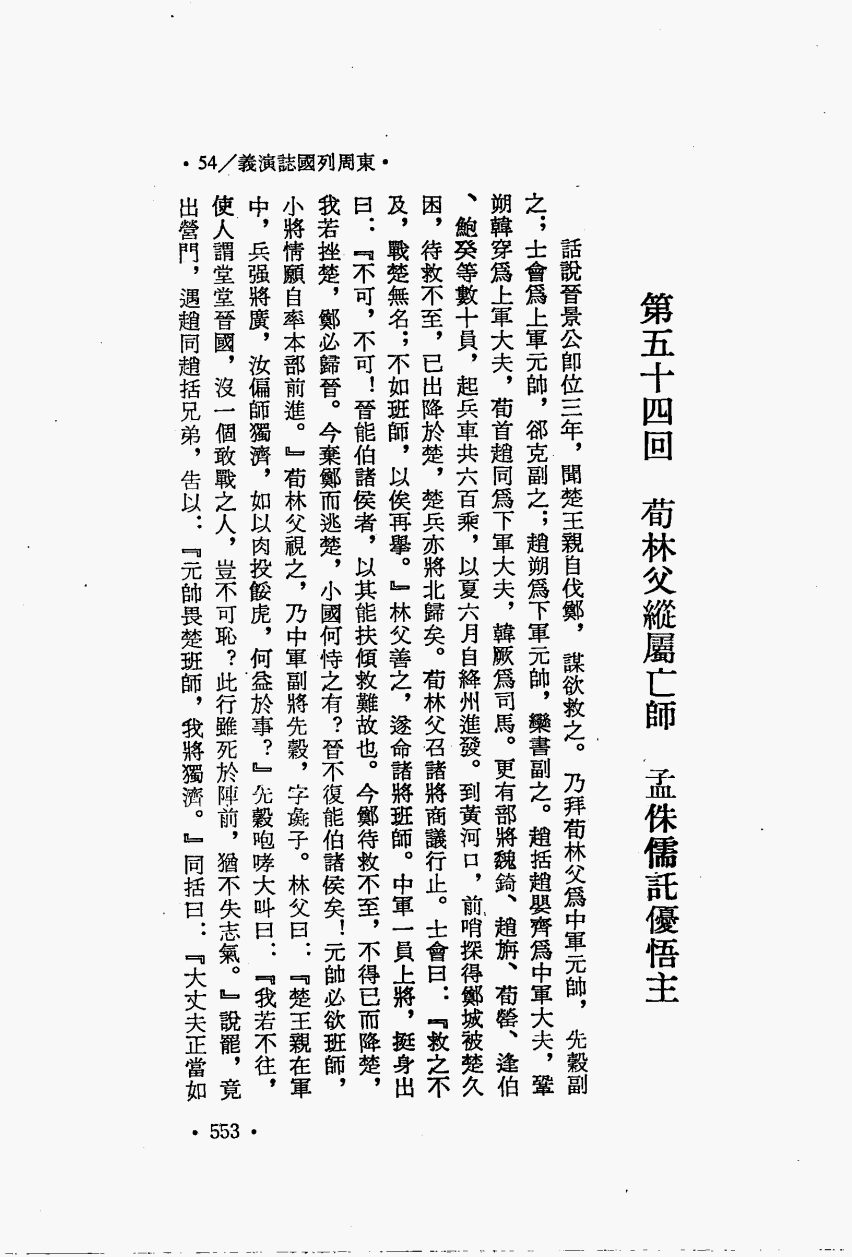 •東周列國誌演義/54•
第五十四回　荀林父縱屬亡師　孟侏儒託優悟主
話說晉景公卽位三年，聞楚王親自伐鄭，謀欲救之。乃拜荀林父爲中軍元帥，先縠副
之；士會爲上軍元帥，郤克副之；趙朔爲下軍元帥，欒書副之。趙括趙嬰齊爲中軍大夫，鞏
朔韓穿爲上軍大夫，荀首趙同爲下軍大夫，韓厥爲司馬。更有部將魏錡、趙旃、荀罃、逢伯
、鮑癸等數十員，起兵車共六百乘，以夏六月自絳州進發。到黃河口，前哨探得鄭城被楚久
困，待救不至，已出降於楚，楚兵亦將北歸矣。荀林父召諸將商議行止。士會曰：『救之不
及，戰楚無名；不如班師，以俟再擧。』林父善之，遂命諸將班師。中軍一員上將，挺身出
曰：『不可，不可！晉能伯諸侯者，以其能扶傾救難故也。今鄭待救不至，不得已而降楚，
我若挫楚，鄭必歸晉。今棄鄭而逃楚，小國何恃之有？晉不復能伯諸侯矣！元帥必欲班師，
小將情願自率本部前進。』荀林父視之，乃中軍副將先縠，字彘子。林父曰：『楚王親在軍
中，兵强將廣，汝偏師獨濟，如以肉投餒虎，何益於事？』先縠咆哮大叫曰：『我若不往，
使人謂堂堂晉國，沒一個敢戰之人，豈不可恥？此行雖死於陣前，猶不失志氣。』說罷，竟
出營門，遇趙同趙括兄弟，告以：『元帥畏楚班師，我將獨濟。』同括曰：『大丈夫正當如
•553•